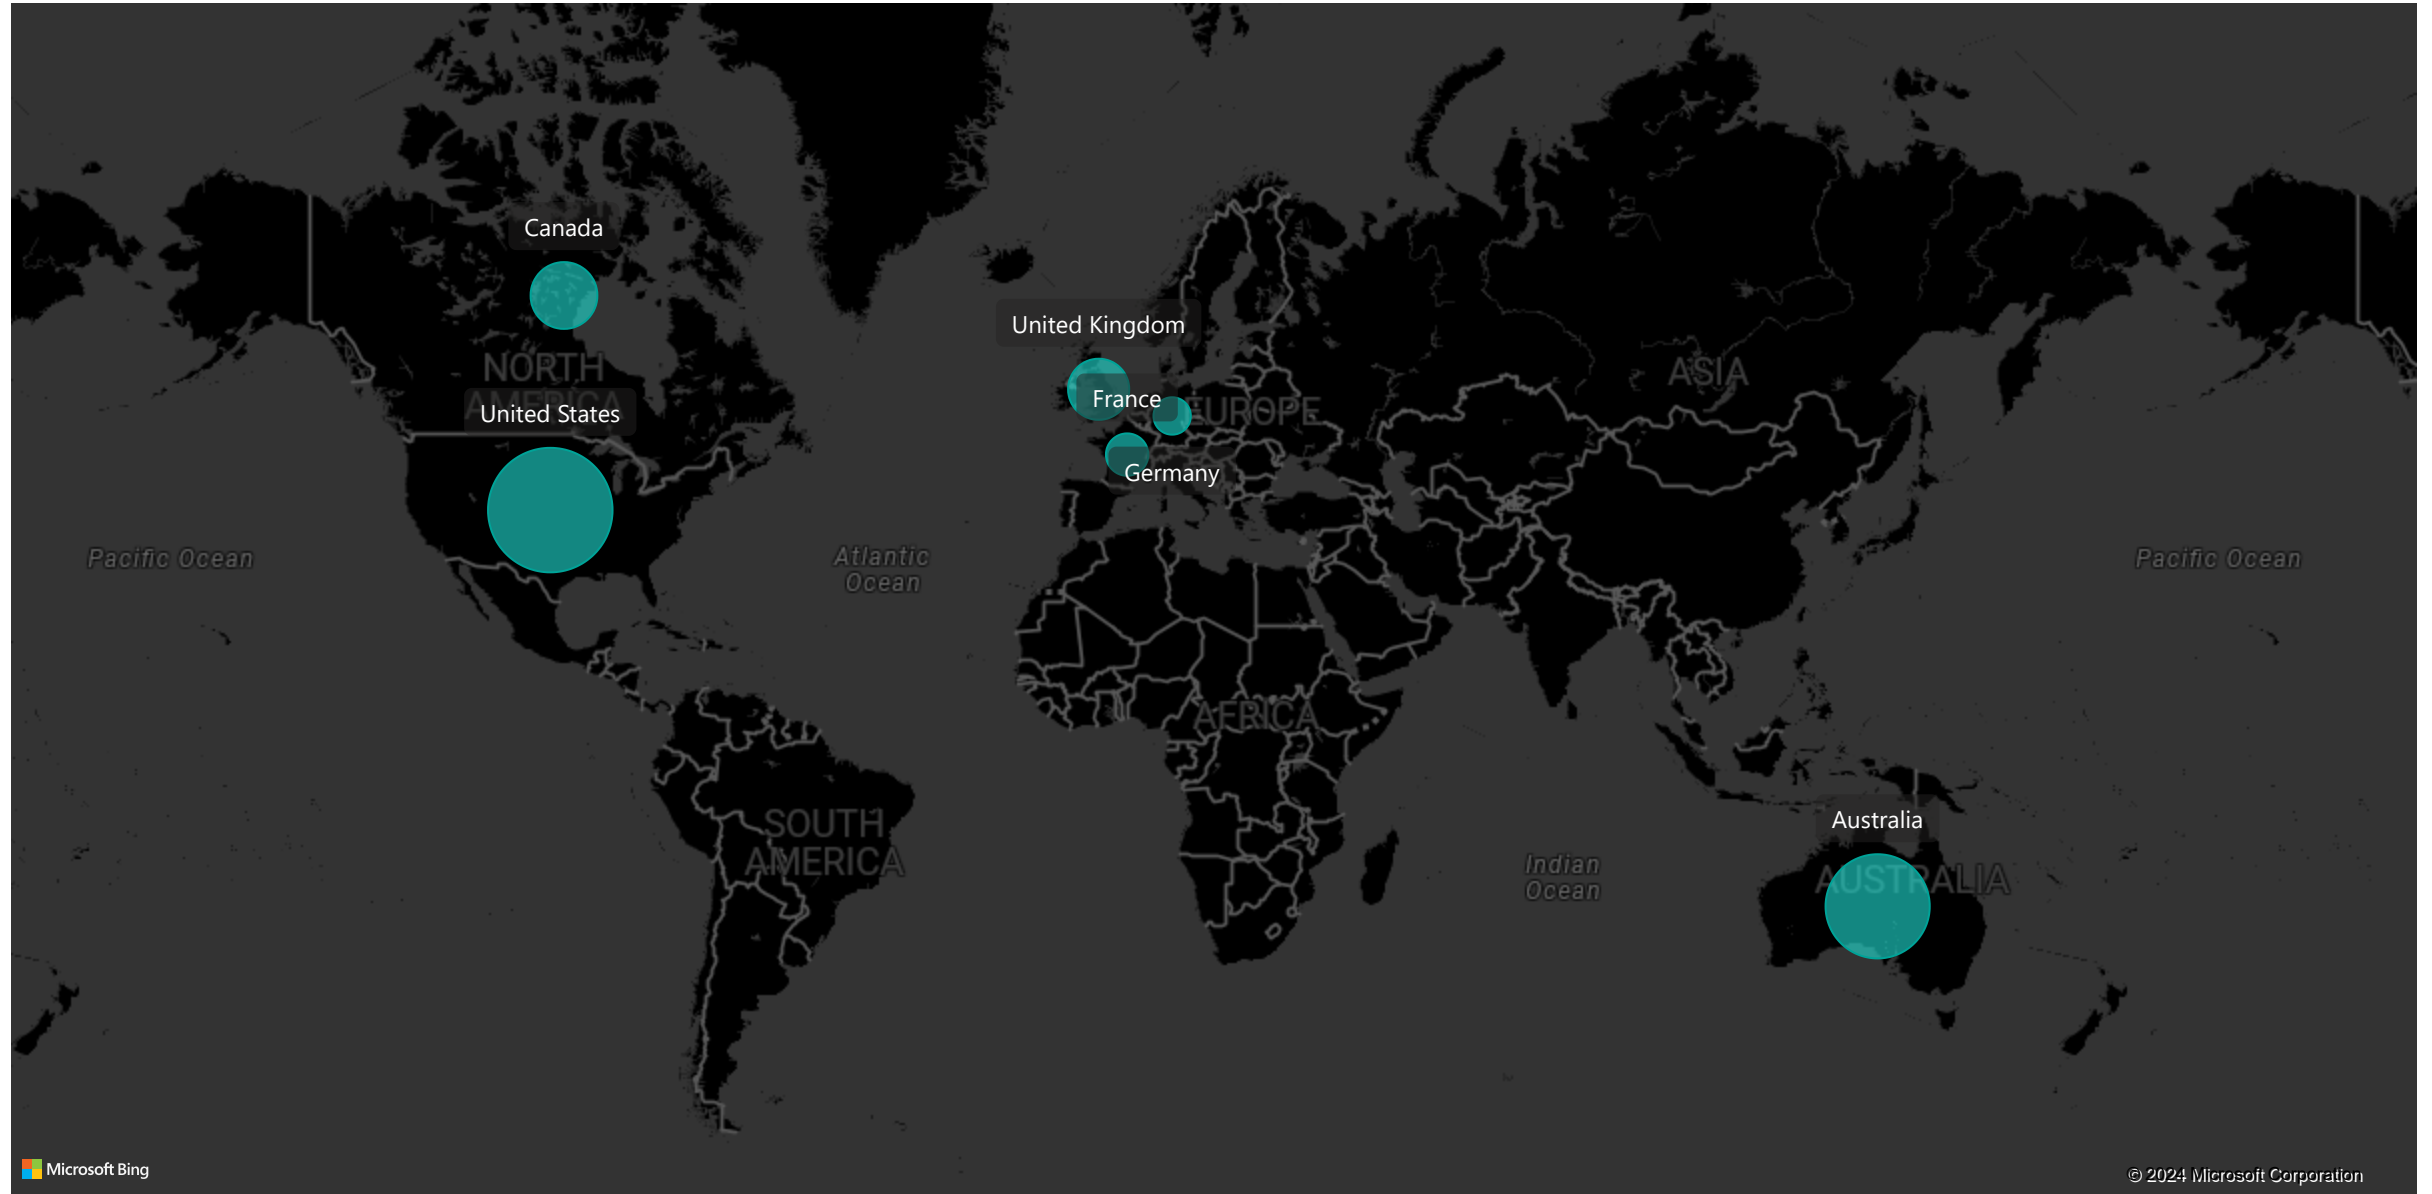 Canada
United Kingdom
NORTH
AMERICA
United States
France
EUROPE
ASIA
Germany
Pacific Ocean
Atlantic
Ocean
Pacific Ocean
AFRICA
SOUTH
AMERICA
Australia
Indian
Ocean
AUSTRALIA
Microsoft Bing
© 2024 Microsoft Corporation